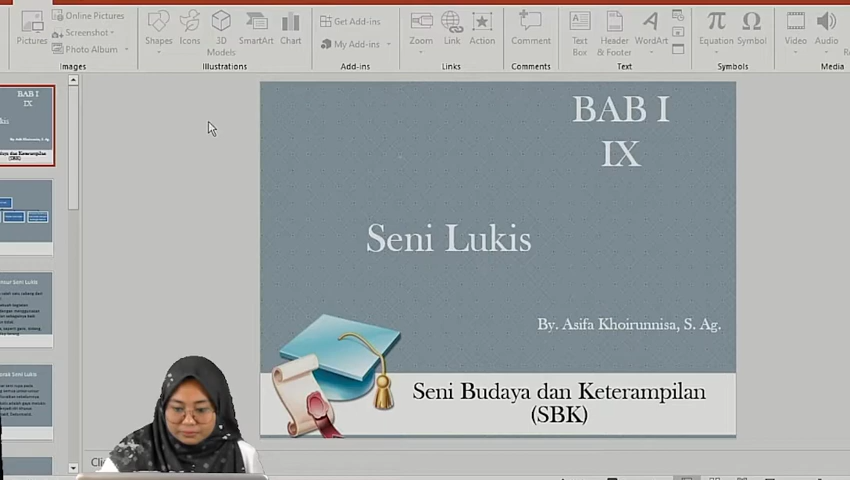 Pictures
Online Pictures
Screenshot
Photo Album
Images
Shapes
Icons
3D
Models
SmartArt
Chart
Illustrations
Get Add-ins
My Add-ins
Add-ins
Zoom
Link
Action
Links
Comment
Comments
Text
Box
Header
& Footer
WordArt
Text
Equation
Symbol
Symbols
Video
Audio
Media
BAB I
IX
BAB I
IX
Seni Lukis
By. Asifa Khoirunnisa, S. Ag.
Seni Budaya dan Keterampilan
(SBK)